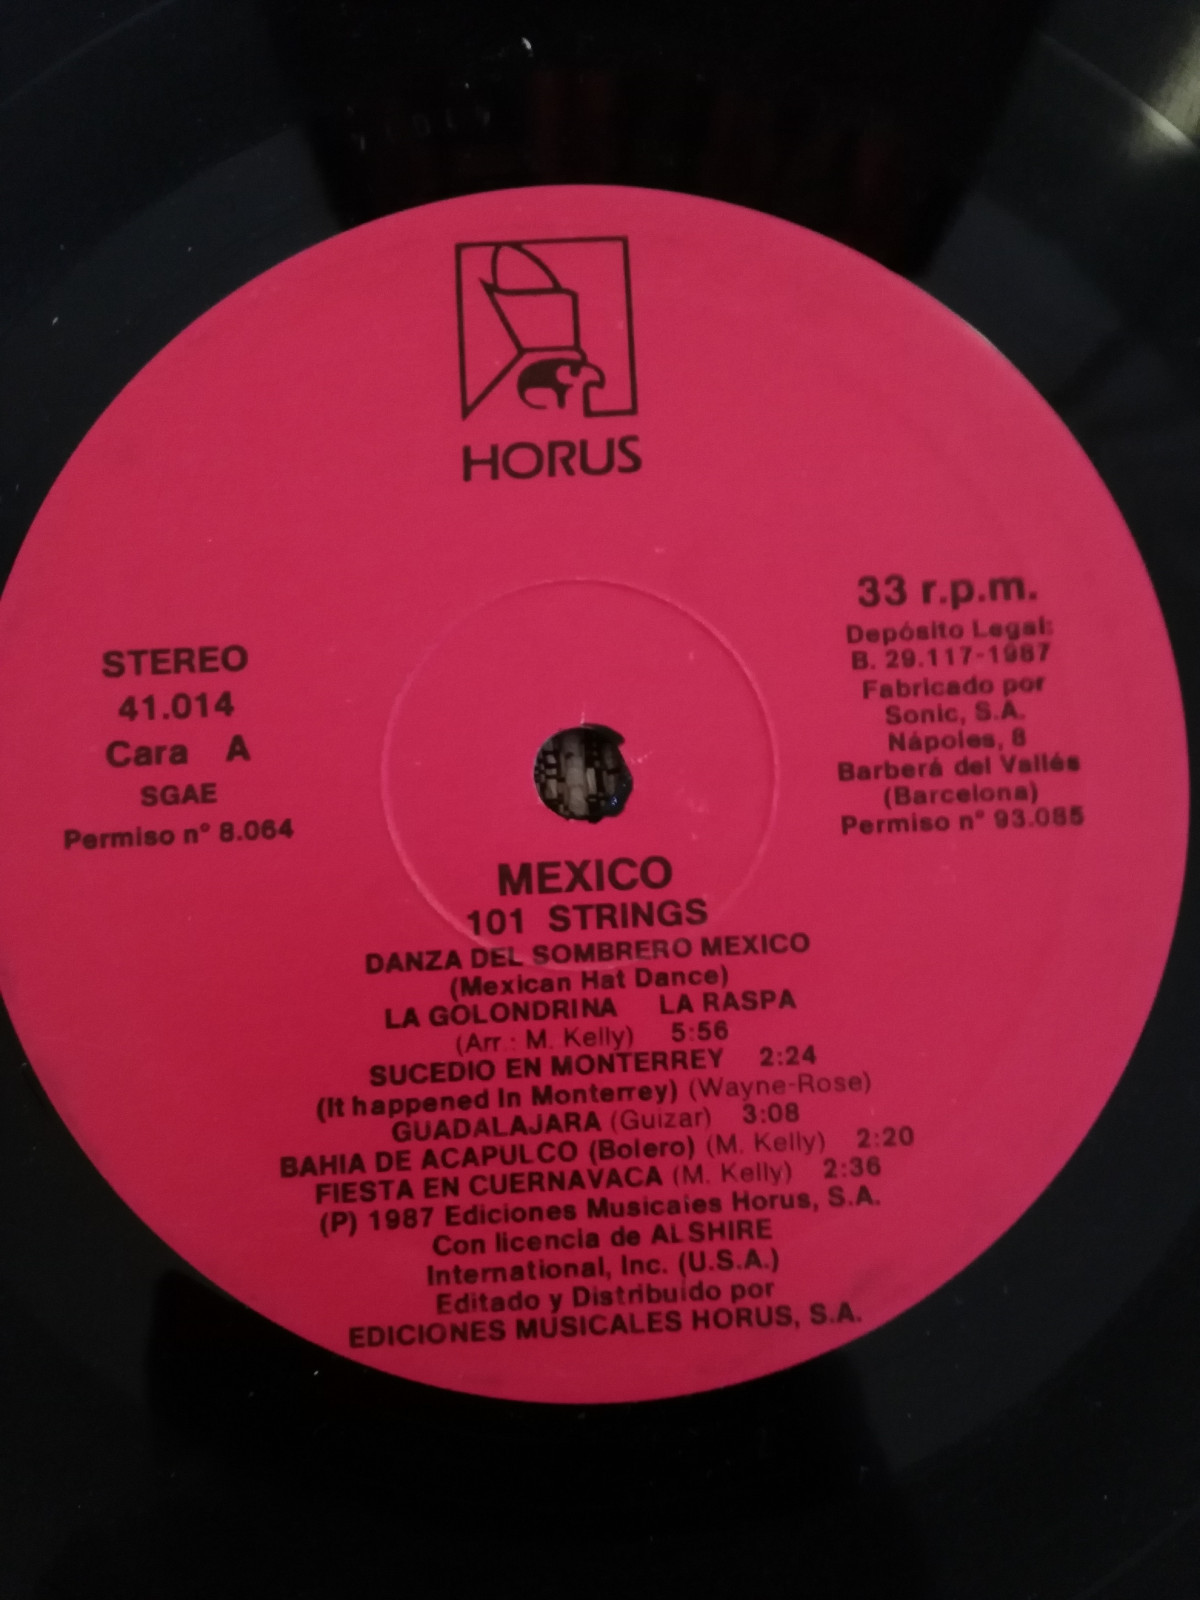 HORUS
STEREO
41.014
Cara A
SGAE
Permiso nº 8.064
33 r.p.m.
Depósito Legal:
B. 29.117-1987
Fabricado por
Sonic, S.A.
Nápoles, 8
Barberá del Vallés
(Barcelona)
Permiso nº 93.085
MEXICO
101 STRINGS
DANZA DEL SOMBRERO MEXICO
(Mexican Hat Dance)
LA GOLONDRINA LA RASPA
(Arr.: M. Kelly) 5:56
SUCEDIO EN MONTERREY 2:24
(It happened In Monterrey) (Wayne-Rose)
GUADALAJARA (Guizar) 3:08
BAHIA DE ACAPULCO (Bolero) (M. Kelly) 2:20
FIESTA EN CUERNAVACA (M. Kelly) 2:36
(P) 1987 Ediciones Musicales Horus, S.A.
Con licencia de ALSHIRE
International, Inc. (U.S.A.)
Editado y Distribuido por
EDICIONES MUSICALES HORUS, S.A.